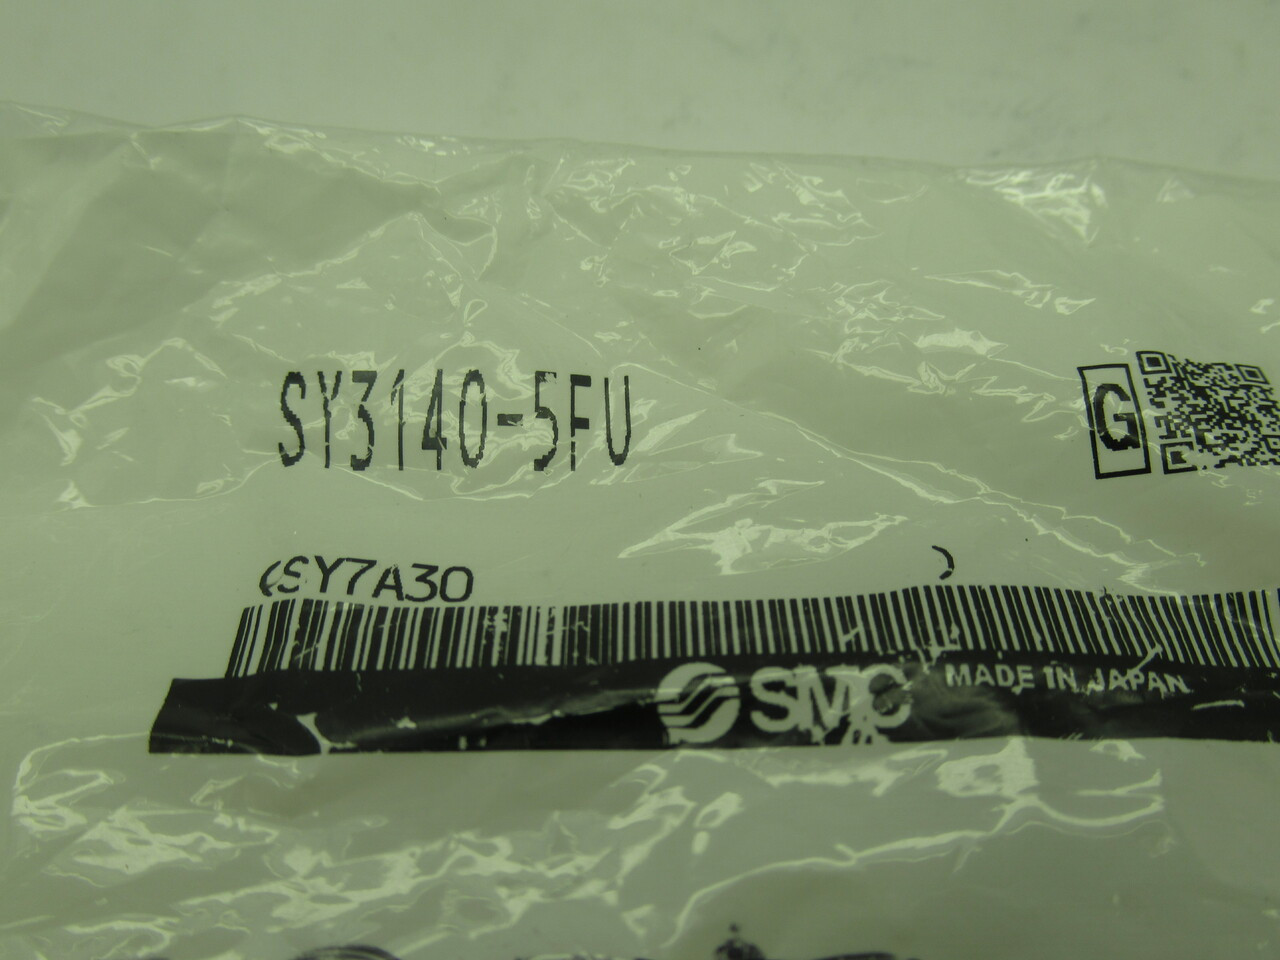 SY3140-5FU
G
(SY7A30 )
SMC MADE IN JAPAN